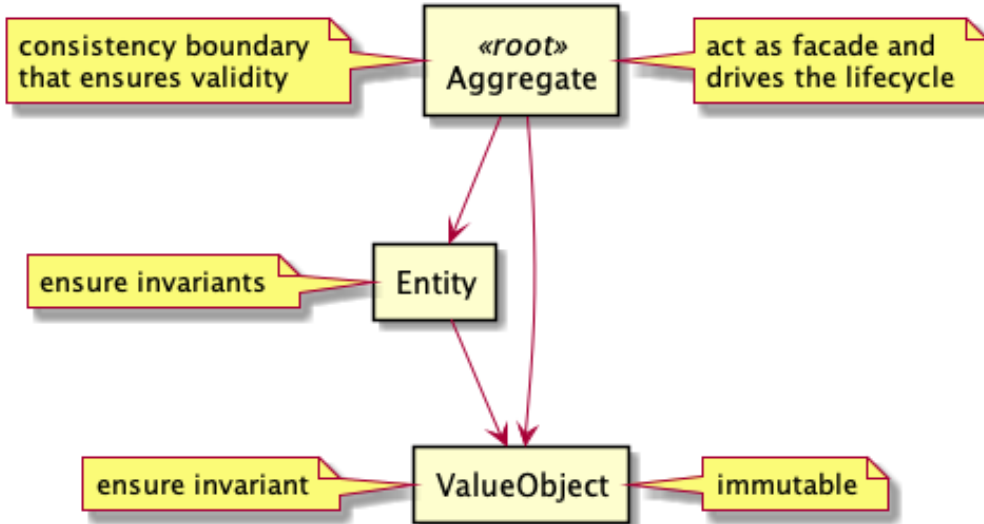 consistency boundary
that ensures validity
«root»
Aggregate
act as facade and
drives the lifecycle
ensure invariants
Entity
ensure invariant
ValueObject
immutable